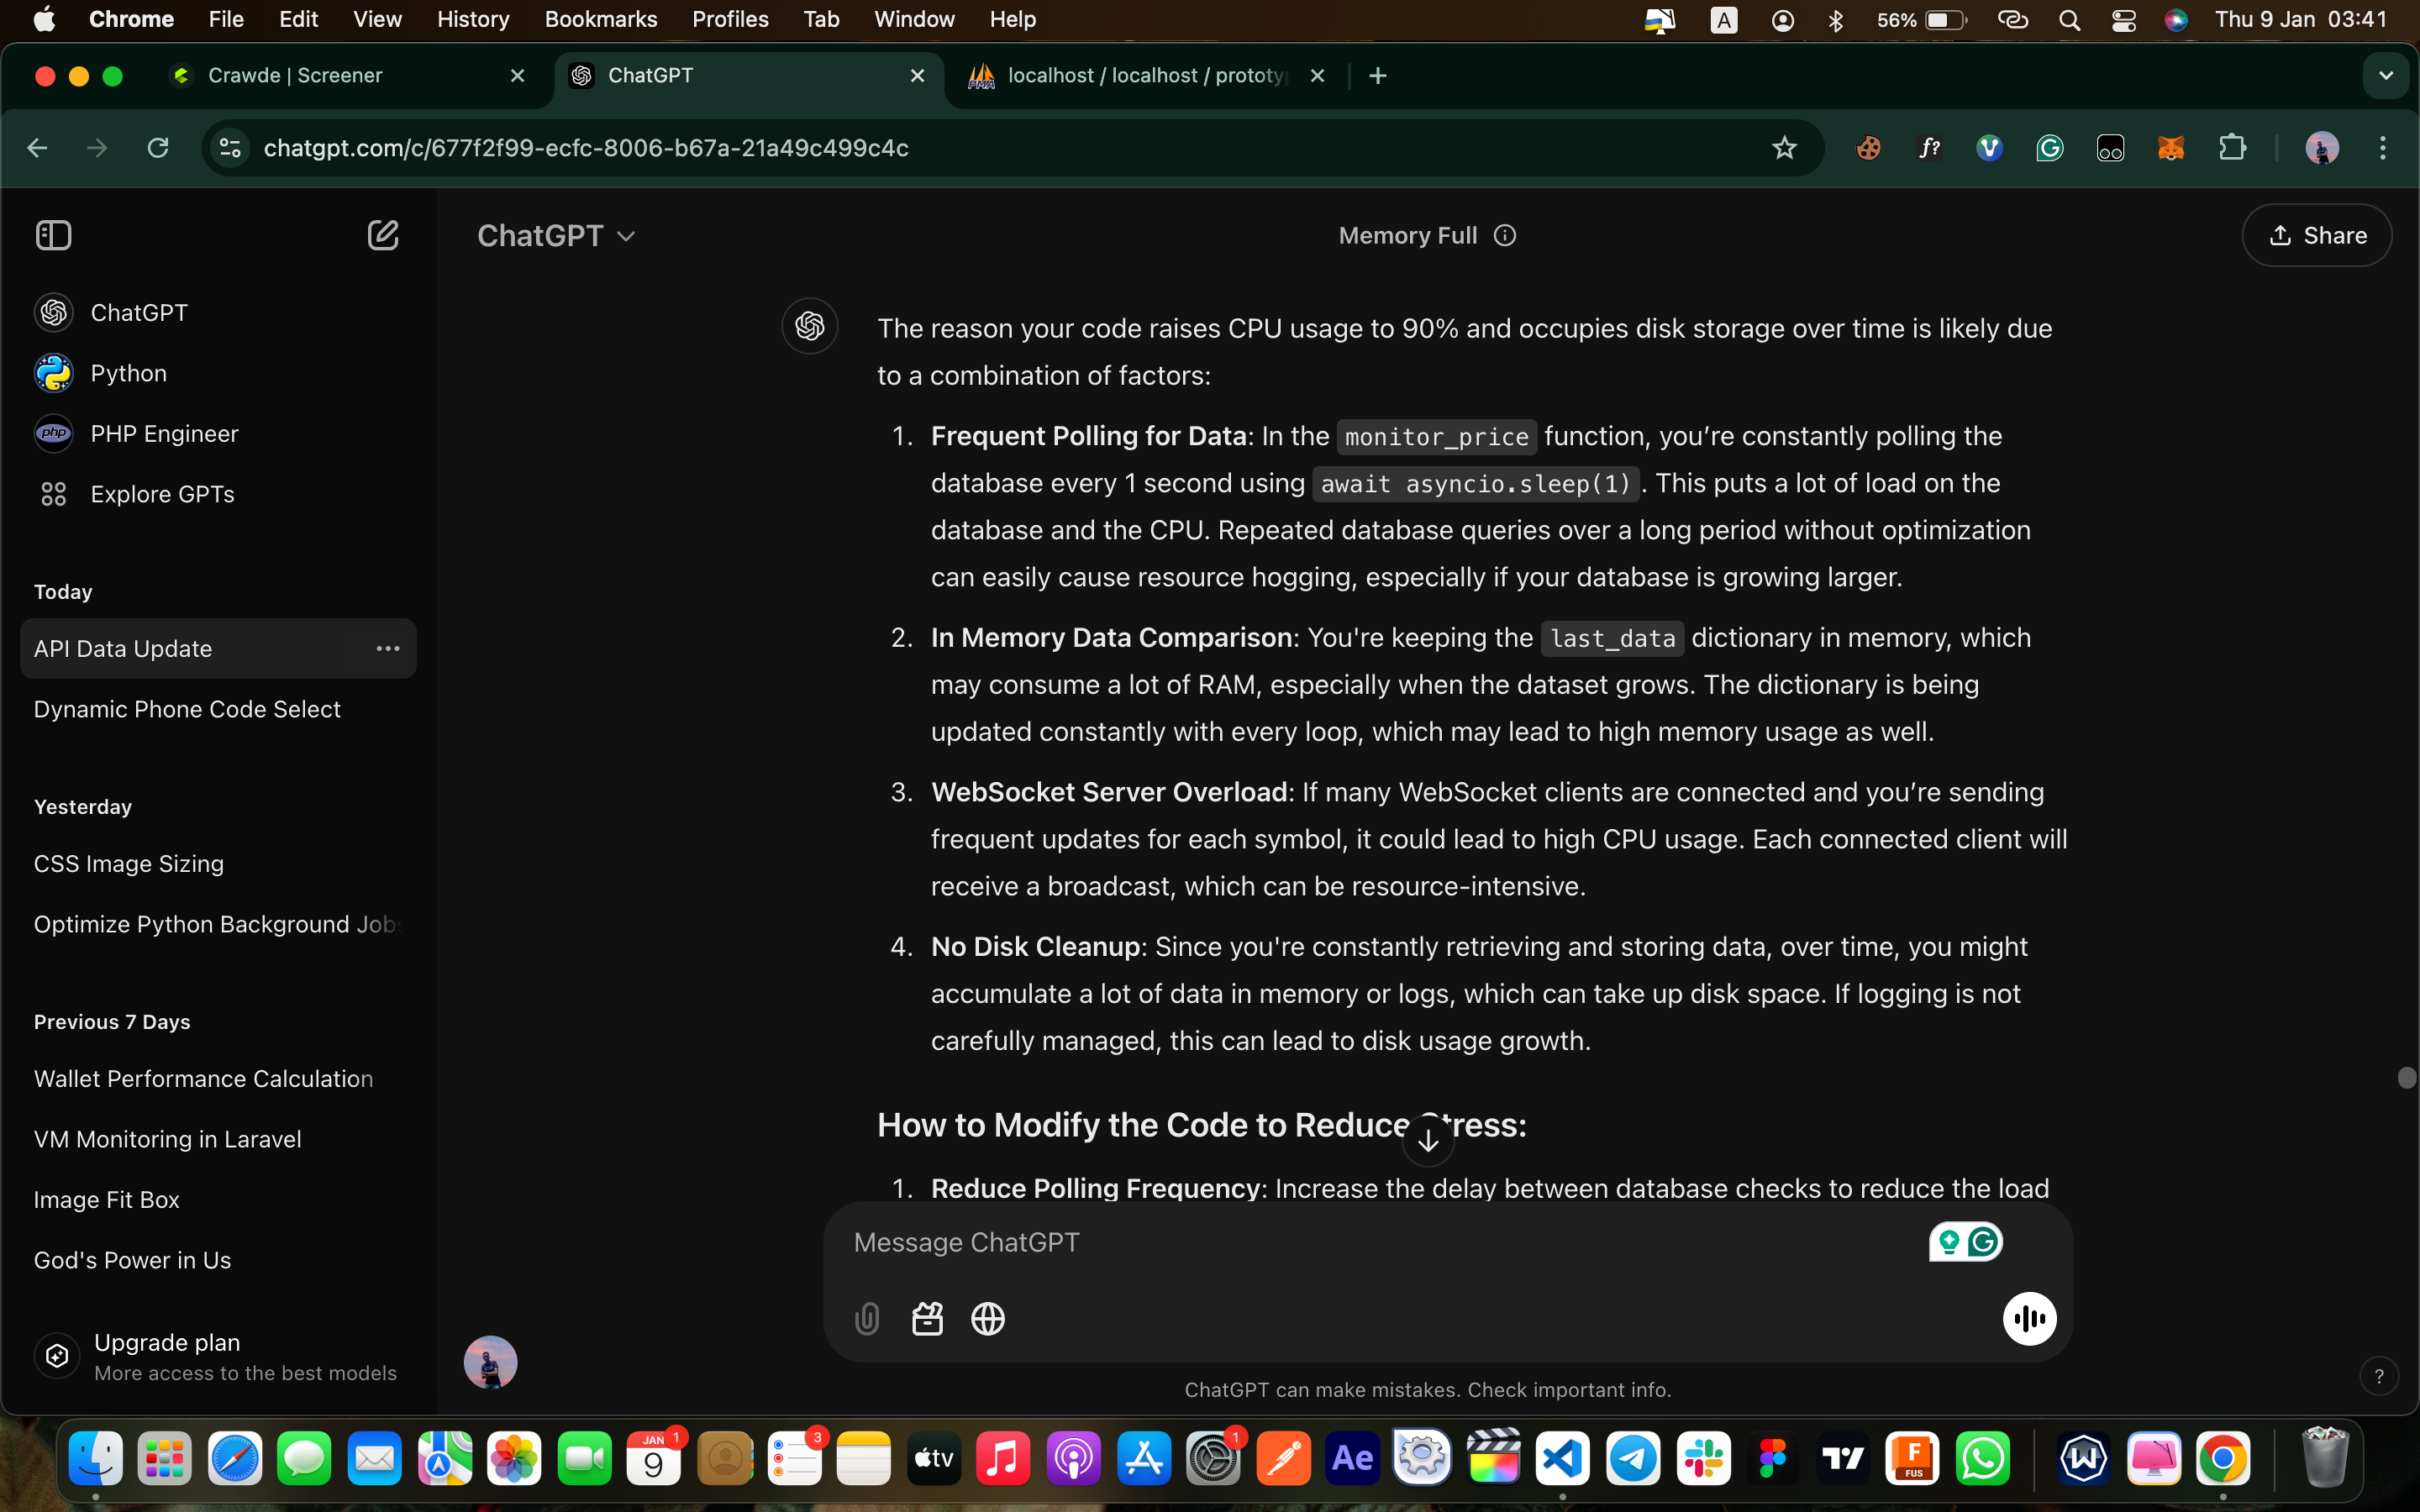 Chrome File Edit View History Bookmarks Profiles Tab Window Help
A 56% Thu 9 Jan 03:41
Crawde | Screener
ChatGPT
PMA localhost / localhost / prototy
chatgpt.com/c/677f2f99-ecfc-8006-b67a-21a49c499c4c
f?
ChatGPT
Memory Full
Share
ChatGPT
Python
php PHP Engineer
Explore GPTs
Today
API Data Update
Dynamic Phone Code Select
Yesterday
CSS Image Sizing
Optimize Python Background Jobs
Previous 7 Days
Wallet Performance Calculation
VM Monitoring in Laravel
Image Fit Box
God's Power in Us
Upgrade plan
More access to the best models
The reason your code raises CPU usage to 90% and occupies disk storage over time is likely due
to a combination of factors:
1. Frequent Polling for Data: In the monitor_price function, you’re constantly polling the
database every 1 second using await asyncio.sleep(1). This puts a lot of load on the
database and the CPU. Repeated database queries over a long period without optimization
can easily cause resource hogging, especially if your database is growing larger.
2. In Memory Data Comparison: You're keeping the last_data dictionary in memory, which
may consume a lot of RAM, especially when the dataset grows. The dictionary is being
updated constantly with every loop, which may lead to high memory usage as well.
3. WebSocket Server Overload: If many WebSocket clients are connected and you’re sending
frequent updates for each symbol, it could lead to high CPU usage. Each connected client will
receive a broadcast, which can be resource-intensive.
4. No Disk Cleanup: Since you're constantly retrieving and storing data, over time, you might
accumulate a lot of data in memory or logs, which can take up disk space. If logging is not
carefully managed, this can lead to disk usage growth.
How to Modify the Code to Reduce Stress:
1. Reduce Polling Frequency: Increase the delay between database checks to reduce the load
Message ChatGPT
ChatGPT can make mistakes. Check important info.
?
JAN 9 1
3
tv
1
Ae
F FUS